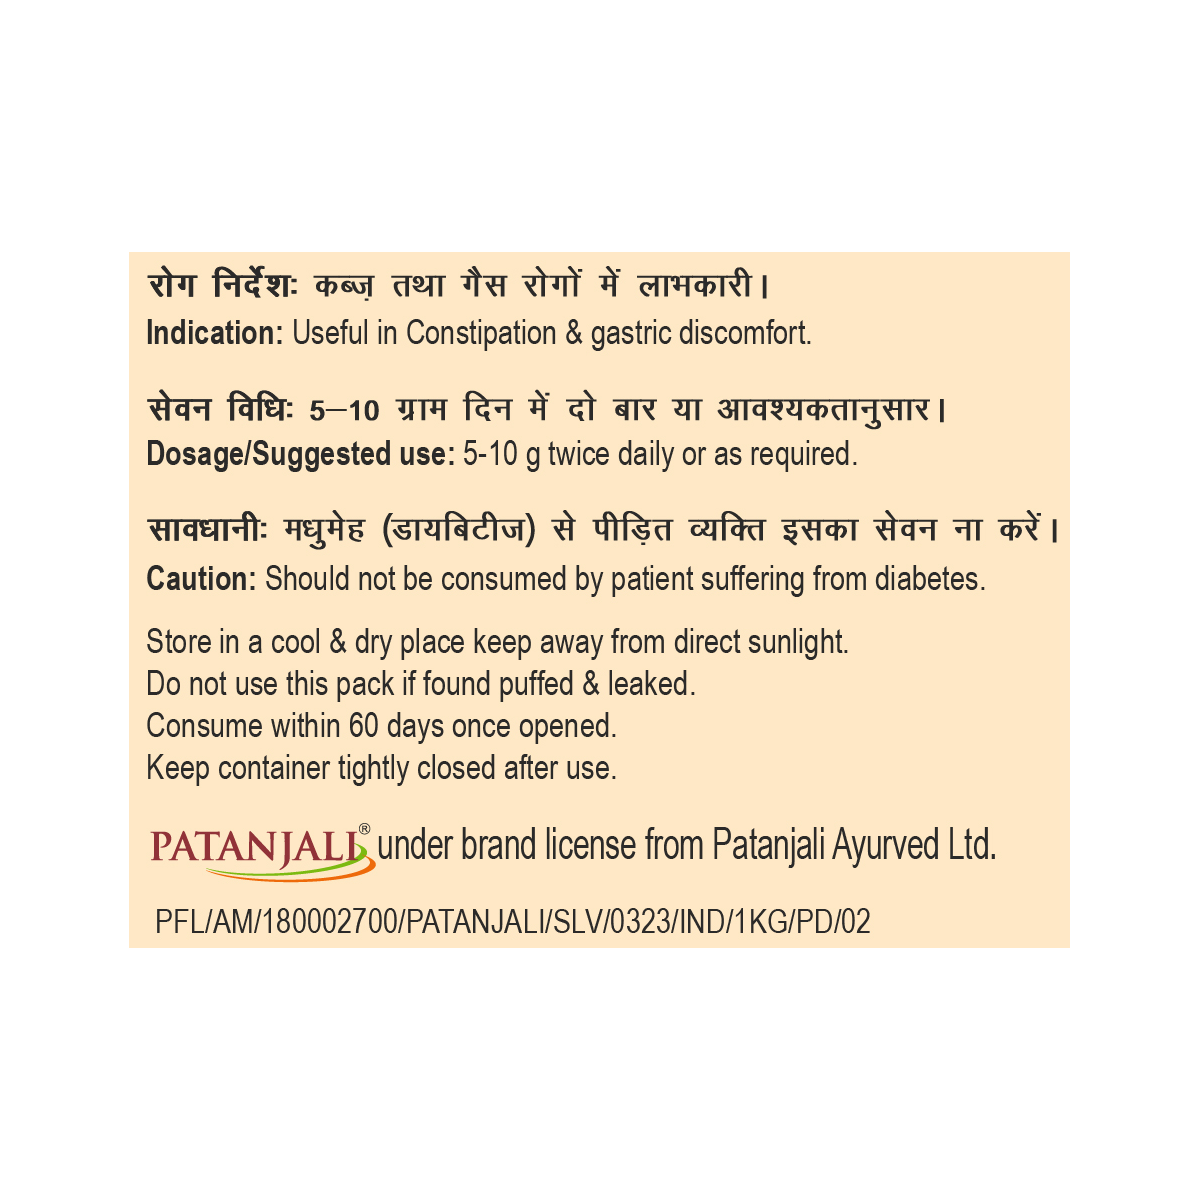 रोग निर्देशः कब्ज़ तथा गैस रोगों में लाभकारी।
Indication: Useful in Constipation & gastric discomfort.
सेवन विधिः 5–10 ग्राम दिन में दो बार या आवश्यकतानुसार।
Dosage/Suggested use: 5-10 g twice daily or as required.
सावधानीः मधुमेह (डायबिटीज) से पीड़ित व्यक्ति इसका सेवन ना करें।
Caution: Should not be consumed by patient suffering from diabetes.
Store in a cool & dry place keep away from direct sunlight.
Do not use this pack if found puffed & leaked.
Consume within 60 days once opened.
Keep container tightly closed after use.
PATANJALI® under brand license from Patanjali Ayurved Ltd.
PFL/AM/180002700/PATANJALI/SLV/0323/IND/1KG/PD/02